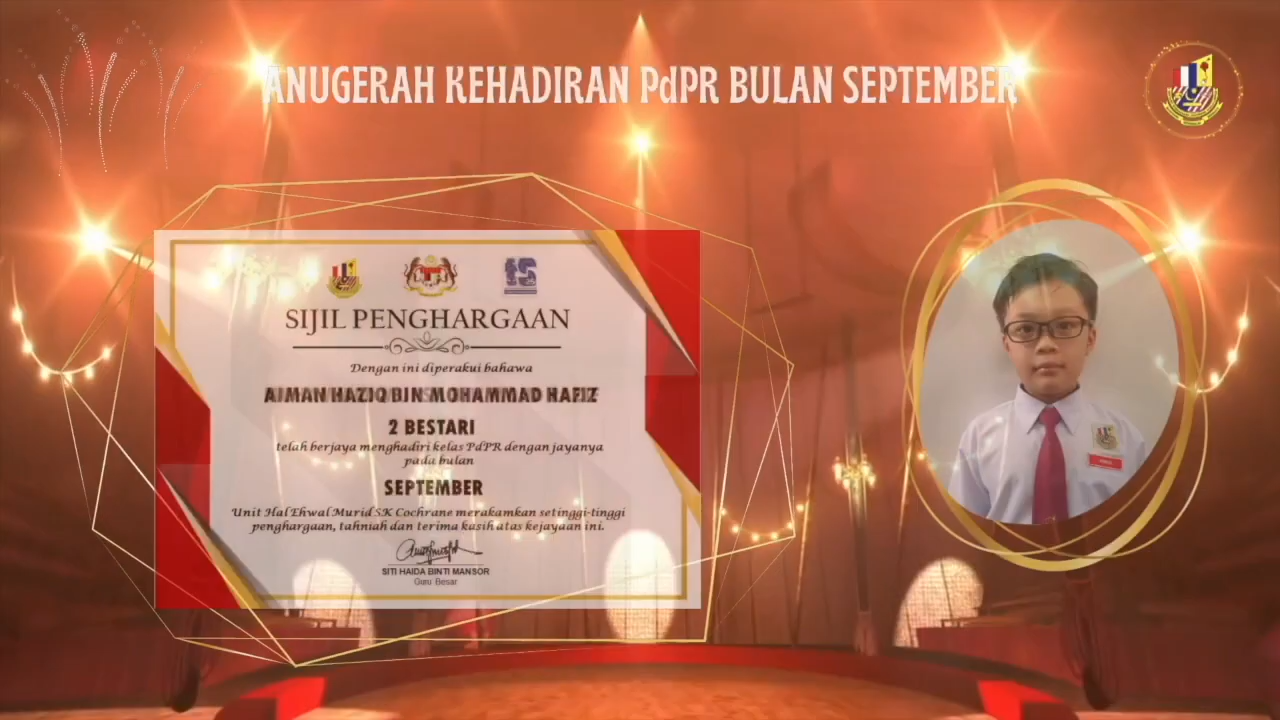 ANUGERAH KEHADIRAN PdPR BULAN SEPTEMBER
SIJIL PENGHARGAAN
Dengan ini diperakui bahawa
AIMAN HAZIQ BIN MOHAMMAD HAFIZ
2 BESTARI
telah berjaya menghadiri kelas PdPR dengan jayanya
pada bulan
SEPTEMBER
Unit Hal Ehwal Murid SK Cochrane merakamkan setinggi-tinggi
penghargaan, tahniah dan terima kasih atas kejayaan ini.
SITI HAIDA BINTI MANSOR
Guru Besar